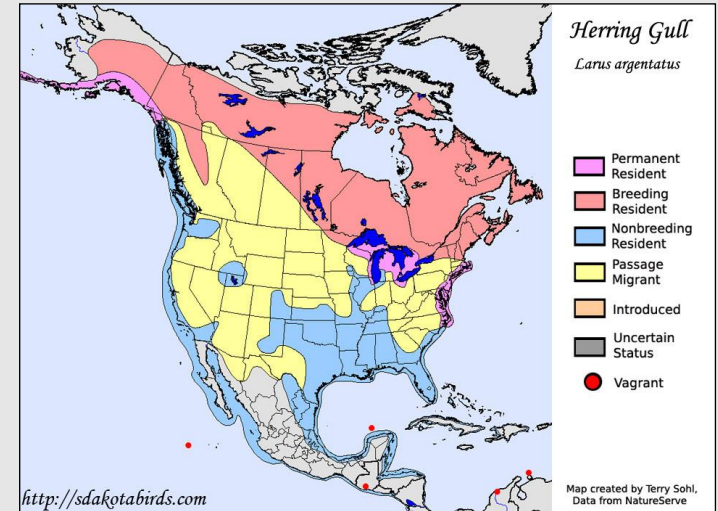 Herring Gull
Larus argentatus
Permanent
Resident
Breeding
Resident
Nonbreeding
Resident
Passage
Migrant
Introduced
Uncertain
Status
Vagrant
http://sdakotabirds.com
Map created by Terry Sohl,
Data from NatureServe